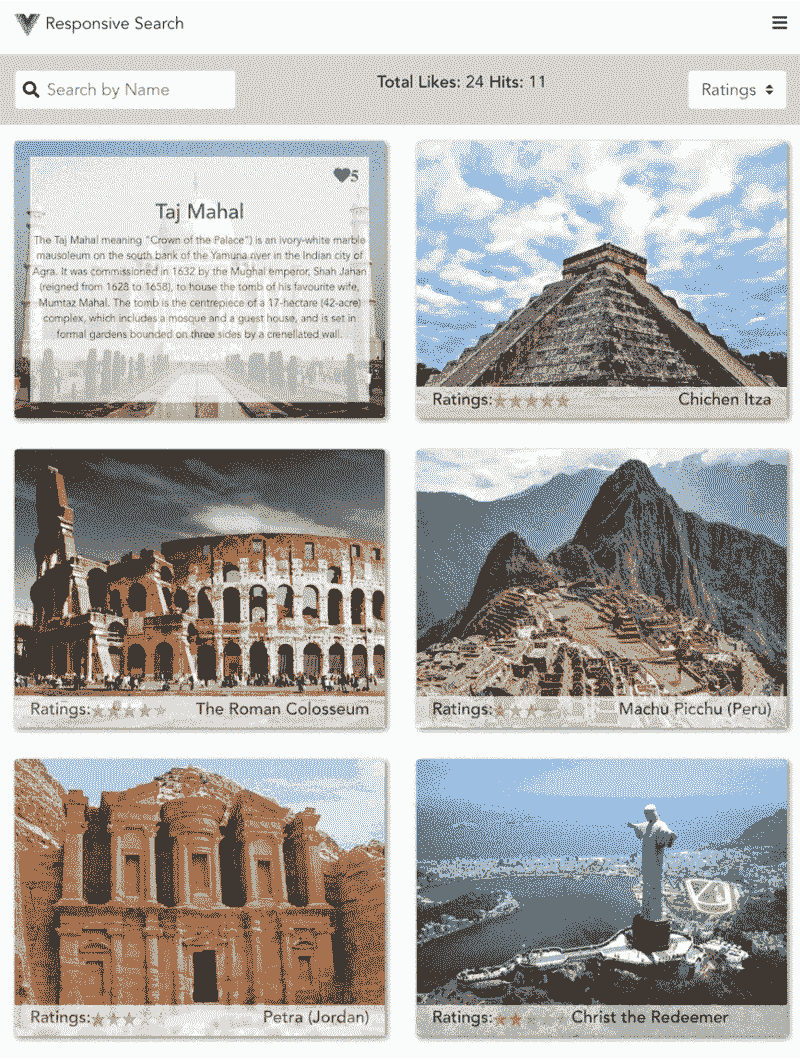 Responsive Search
Search by Name
Total Likes: 24 Hits: 11
Ratings
5
Taj Mahal
The Taj Mahal meaning "Crown of the Palace") is an ivory-white marble
mausoleum on the south bank of the Yamuna river in the Indian city of
Agra. It was commissioned in 1632 by the Mughal emperor, Shah Jahan
(reigned from 1628 to 1658), to house the tomb of his favourite wife,
Mumtaz Mahal. The tomb is the centrepiece of a 17-hectare (42-acre)
complex, which includes a mosque and a guest house, and is set in
formal gardens bounded on three sides by a crenellated wall.
Ratings: Chichen Itza
Ratings: The Roman Colosseum
Ratings: Machu Picchu (Peru)
Ratings: Petra (Jordan)
Ratings: Christ the Redeemer